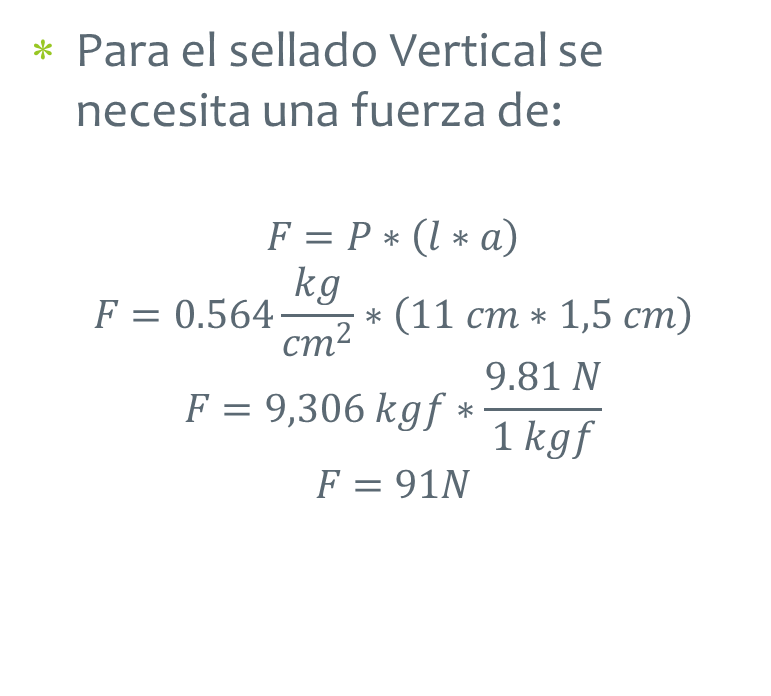 * Para el sellado Vertical se
necesita una fuerza de:
F = P * (l * a)
F = 0.564 kg/cm² * (11 cm * 1,5 cm)
F = 9,306 kgf * 9.81 N/1 kgf
F = 91N